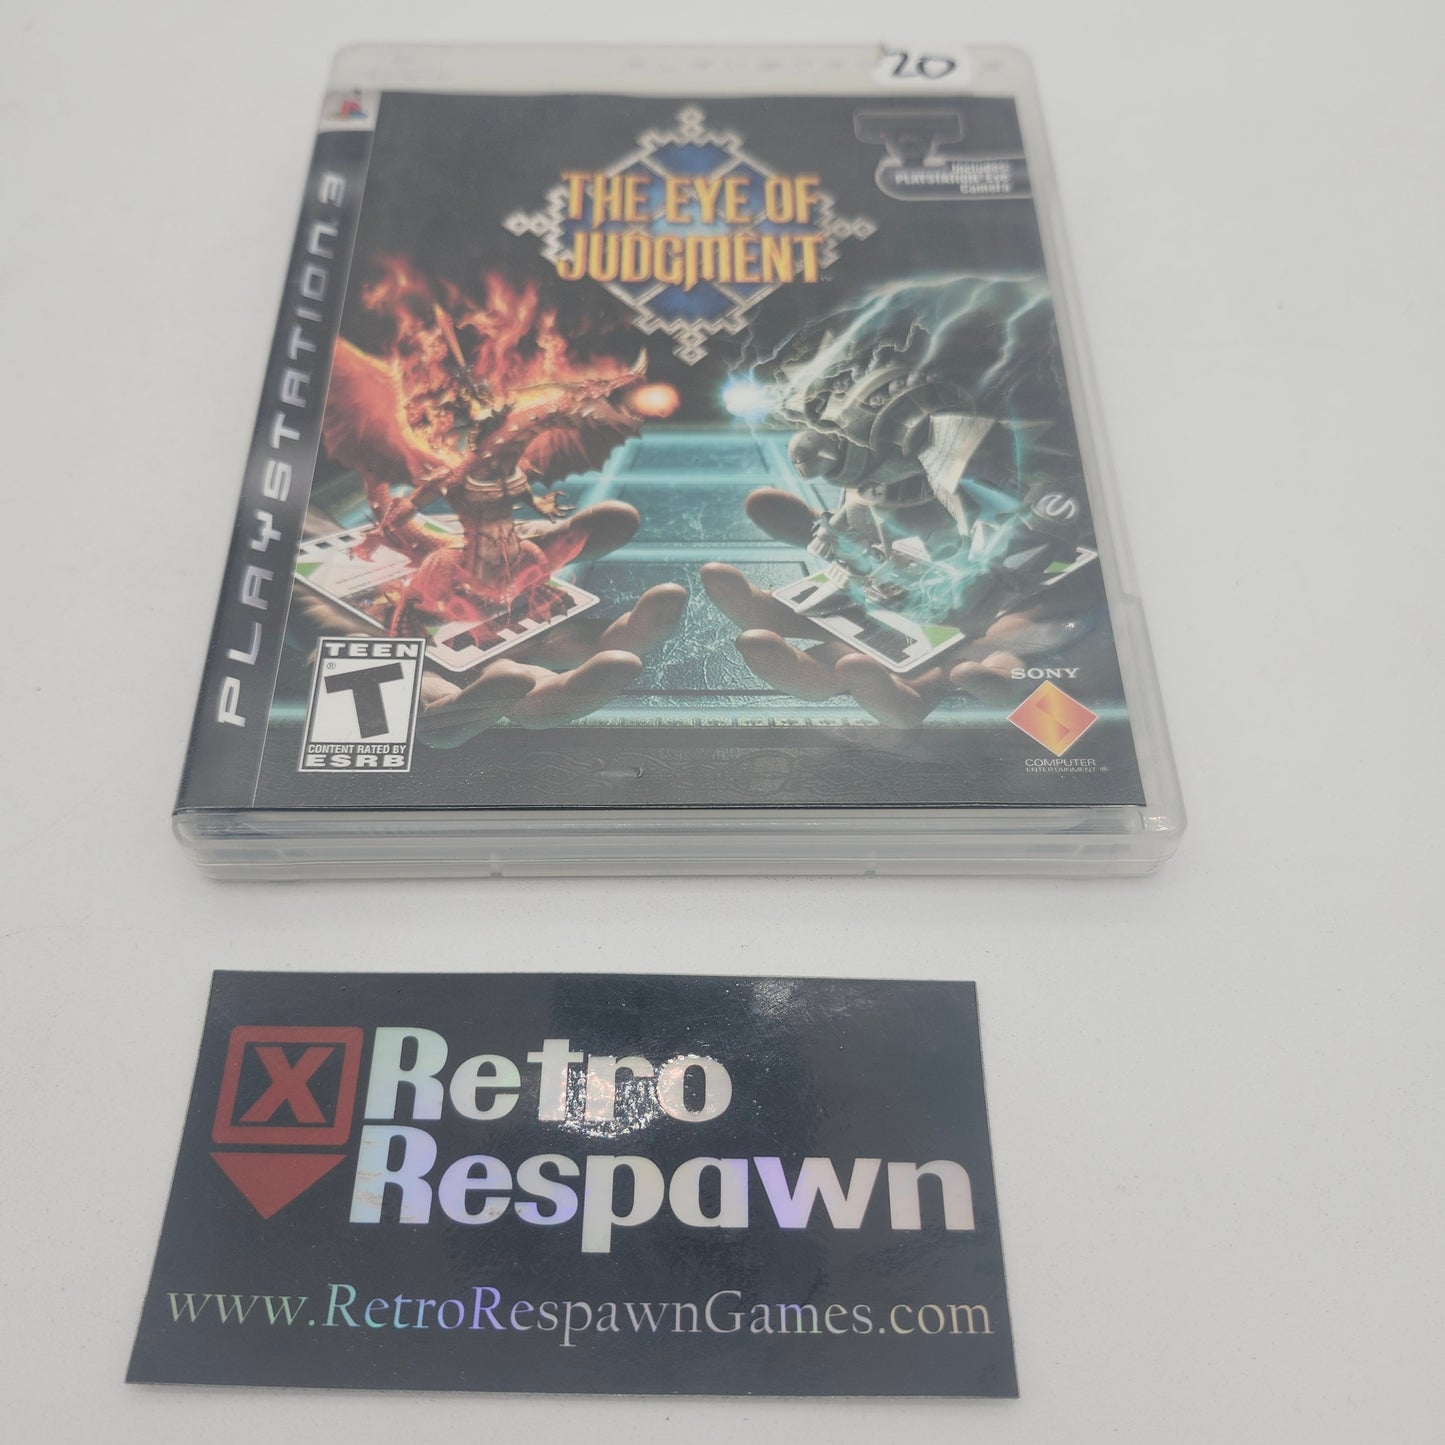 20
PLAYSTATION 3
THE EYE OF
JUDGMENT
Includes
PLAYSTATION Eye
Camera
TEEN
T
CONTENT RATED BY
ESRB
SONY
COMPUTER
ENTERTAINMENT ®
X Retro
Respawn
www.RetroRespawnGames.com